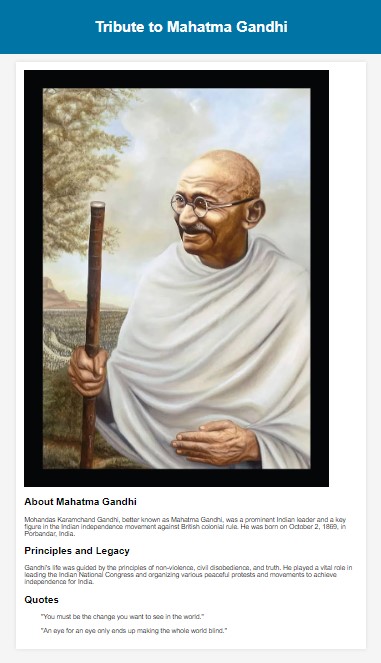 Tribute to Mahatma Gandhi
About Mahatma Gandhi
Mohandas Karamchand Gandhi, better known as Mahatma Gandhi, was a prominent Indian leader and a key
figure in the Indian independence movement against British colonial rule. He was born on October 2, 1869, in
Porbandar, India.
Principles and Legacy
Gandhi's life was guided by the principles of non-violence, civil disobedience, and truth. He played a vital role in
leading the Indian National Congress and organizing various peaceful protests and movements to achieve
independence for India.
Quotes
"You must be the change you want to see in the world."
"An eye for an eye only ends up making the whole world blind."